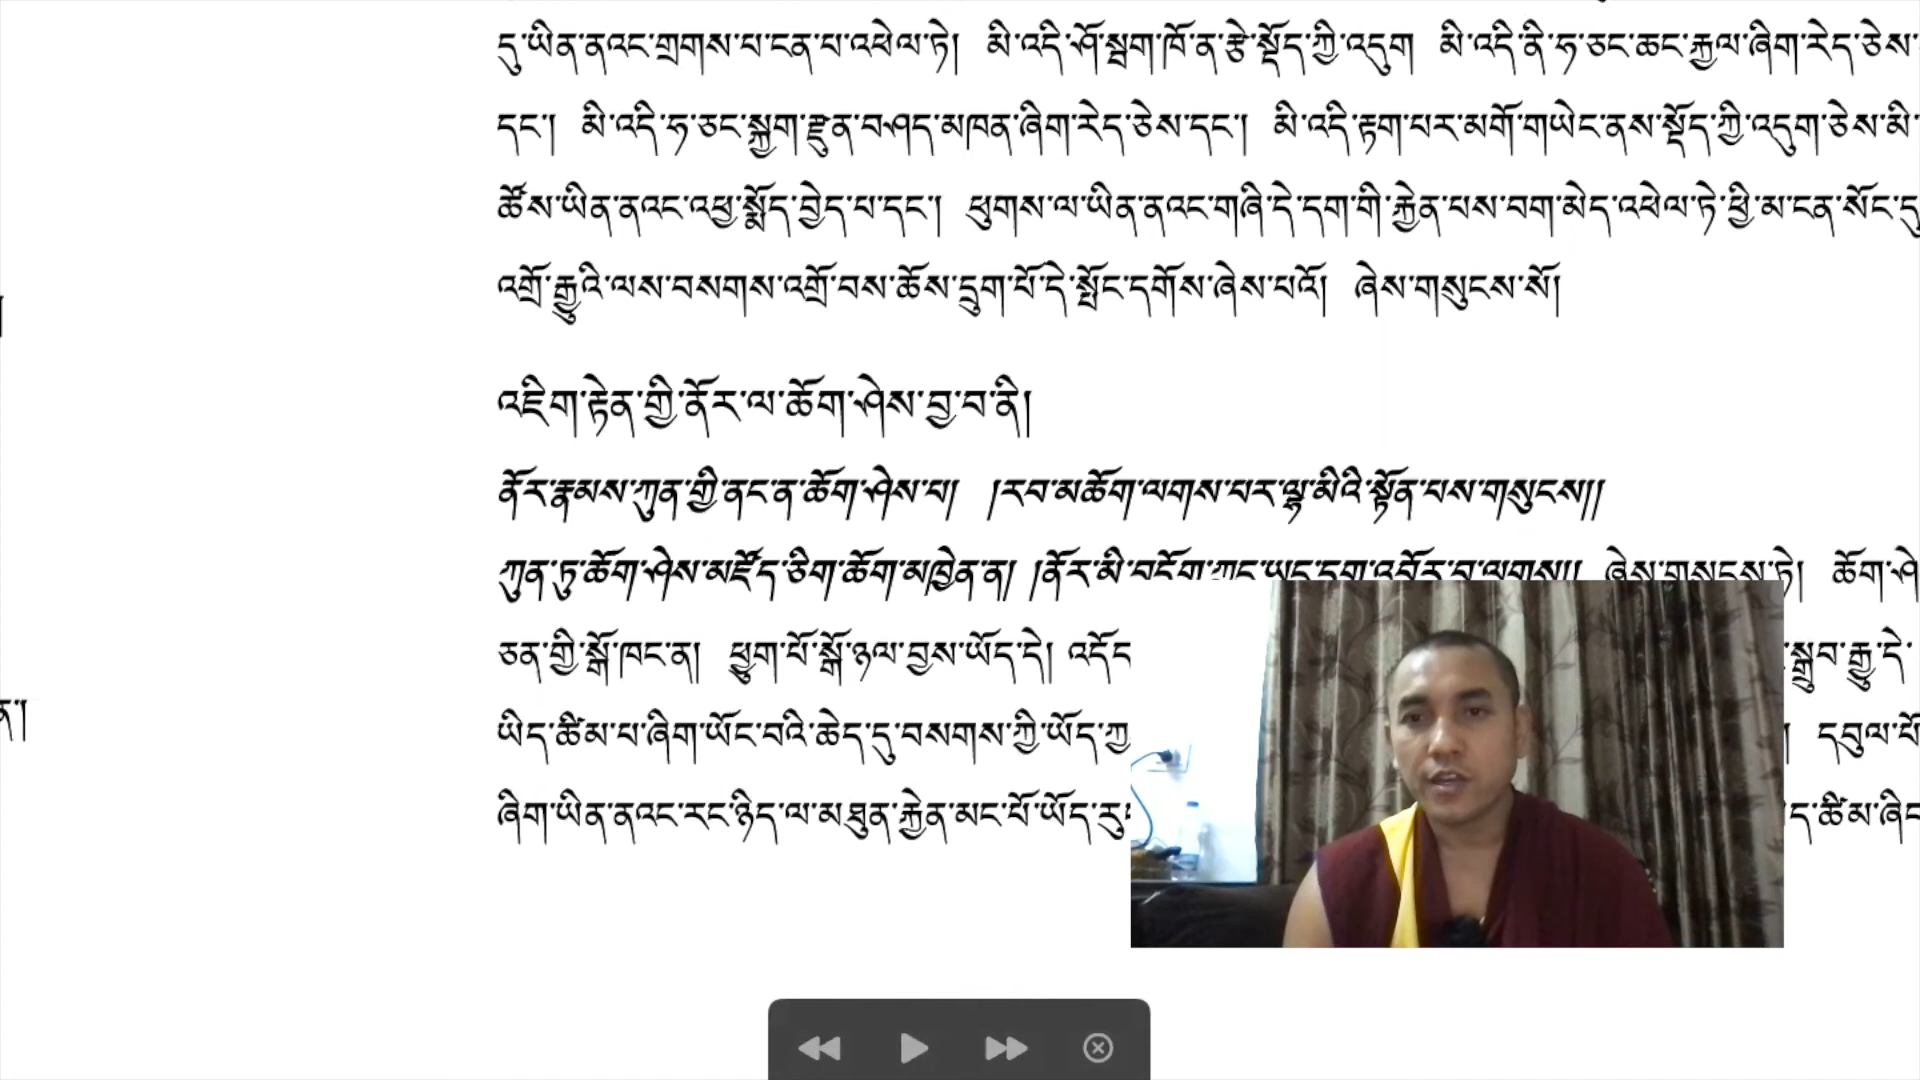 དུ་ཡིན་ནའང་གྲགས་པ་ངན་པ་འཕེལ་ཏེ། མི་འདི་ཤོ་སྦག་ཁོ་ན་རྩེ་སྡོད་ཀྱི་འདུག མི་འདི་ནི་ཧ་ཅང་ཆང་རྐྱལ་ཞིག་རེད་ཅེས་
དང་། མི་འདི་ཧ་ཅང་སྐྱག་རྫུན་བཤད་མཁན་ཞིག་རེད་ཅེས་དང་། མི་འདི་རྟག་པར་མགོ་གཡེང་ནས་སྡོད་ཀྱི་འདུག་ཅེས་མི་
ཚོས་ཡིན་ནའང་འཕྱ་སྨོད་བྱེད་པ་དང་། ཕུགས་ལ་ཡིན་ནའང་གཞི་དེ་དག་གི་རྐྱེན་པས་བག་མེད་འཕེལ་ཏེ་ཕྱི་མ་ངན་སོང་དུ
འགྲོ་རྒྱུའི་ལས་བསགས་འགྲོ་བས་ཆོས་དྲུག་པོ་དེ་སྤོང་དགོས་ཞེས་པའོ། ཞེས་གསུངས་སོ།
འཇིག་རྟེན་གྱི་ནོར་ལ་ཆོག་ཤེས་བྱ་བ་ནི།
ནོར་རྣམས་ཀུན་གྱི་ནང་ན་ཆོག་ཤེས་པ། །རབ་མཆོག་ལགས་པར་ལྷ་མིའི་སྟོན་པས་གསུངས།།
ཀུན་ཏུ་ཆོག་ཤེས་མཛོད་ཅིག་ཆོག་མཁྱེན་ན། །ནོར་མི་བདོག་ཀྱང་ཡང་དག་འབྱོར་བ་ལགས།། ཞེས་གསུངས་ཏེ། ཆོག་ཤེ
ཅན་གྱི་སྒོ་ཁང་ན། ཕྱུག་པོ་སྒོ་ཉལ་བྱས་ཡོད་དེ། འདོད སྒྲུབ་རྒྱུ་དེ་
ཡིད་ཚིམ་པ་ཞིག་ཡོང་བའི་ཆེད་དུ་བསགས་ཀྱི་ཡོད་ཀྱ དབུལ་པོ
ཞིག་ཡིན་ནའང་རང་ཉིད་ལ་མཐུན་རྐྱེན་མང་པོ་ཡོད་རུ ད་ཚིམ་ཞིང